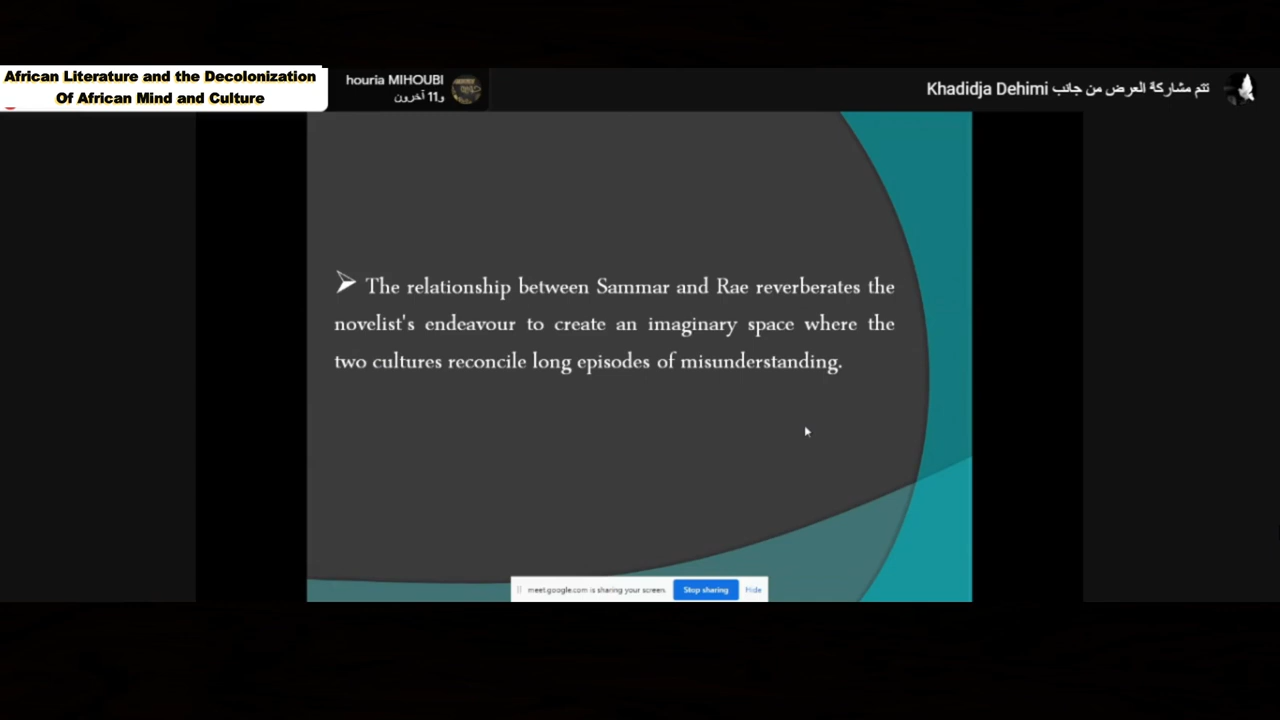 African Literature and the Decolonization
Of African Mind and Culture
houria MIHOUBI
و11 آخرون
تتم مشاركة العرض من جانب Khadidja Dehimi
The relationship between Sammar and Rae reverberates the
novelist's endeavour to create an imaginary space where the
two cultures reconcile long episodes of misunderstanding.
meet.google.com is sharing your screen.
Stop sharing
Hide